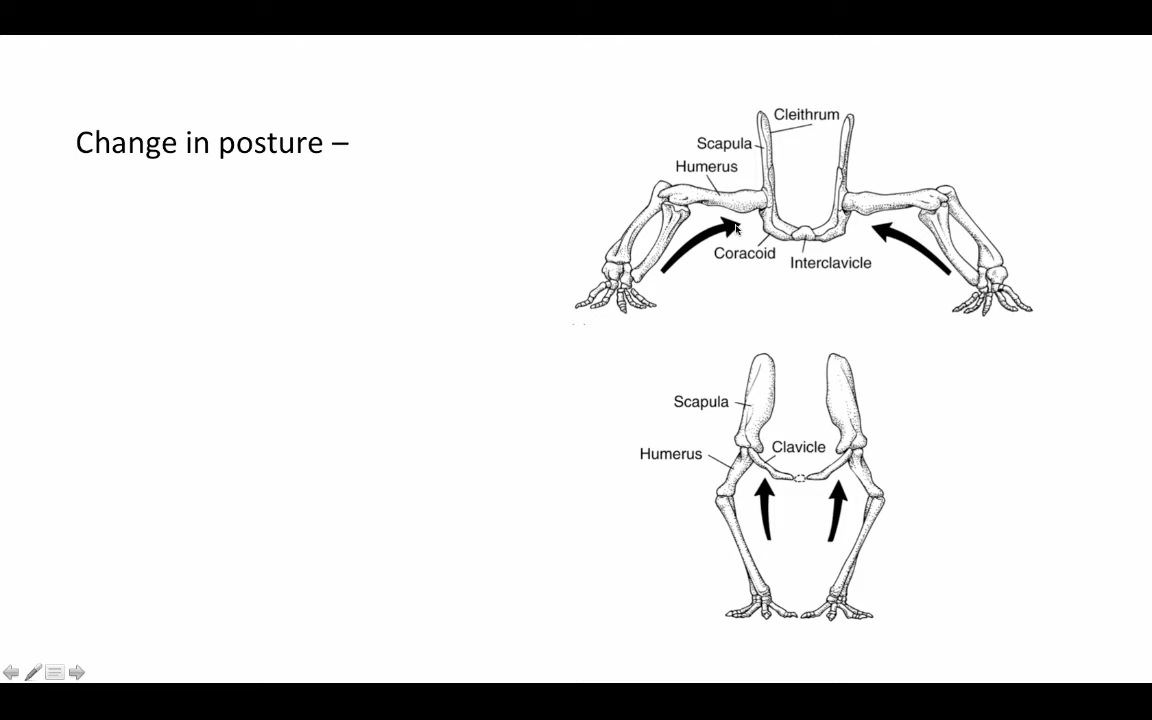 Change in posture –
Cleithrum
Scapula
Humerus
Coracoid
Interclavicle
Scapula
Clavicle
Humerus